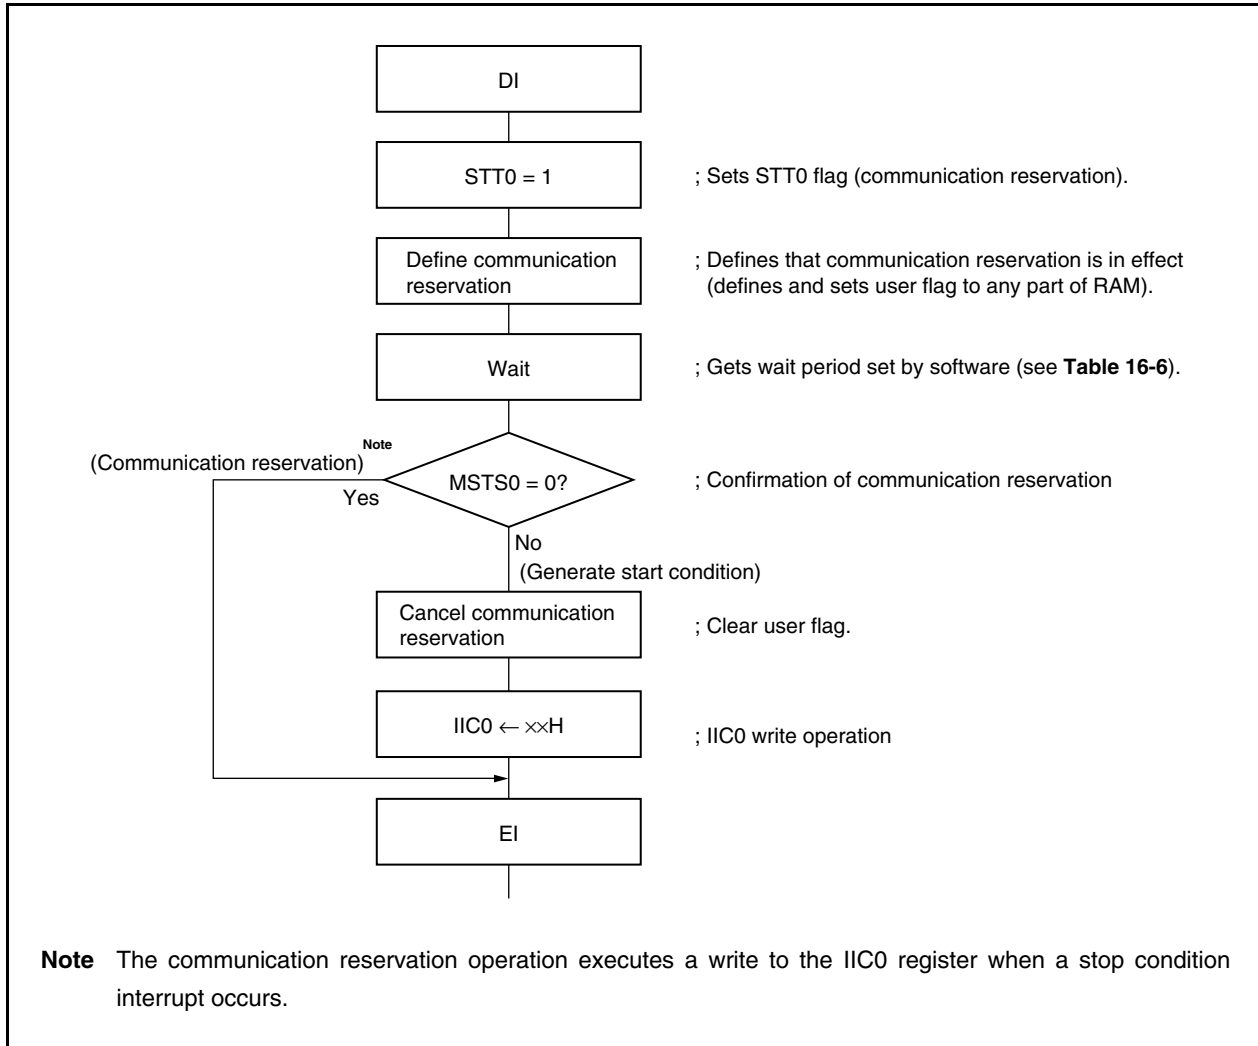 DI
STT0 = 1
; Sets STT0 flag (communication reservation).
Define communication
reservation
; Defines that communication reservation is in effect
(defines and sets user flag to any part of RAM).
Wait
; Gets wait period set by software (see Table 16-6).
(Communication reservation)Note
MSTS0 = 0?
; Confirmation of communication reservation
Yes
No
(Generate start condition)
Cancel communication
reservation
; Clear user flag.
IIC0 ← ××H
; IIC0 write operation
EI
Note The communication reservation operation executes a write to the IIC0 register when a stop condition
interrupt occurs.